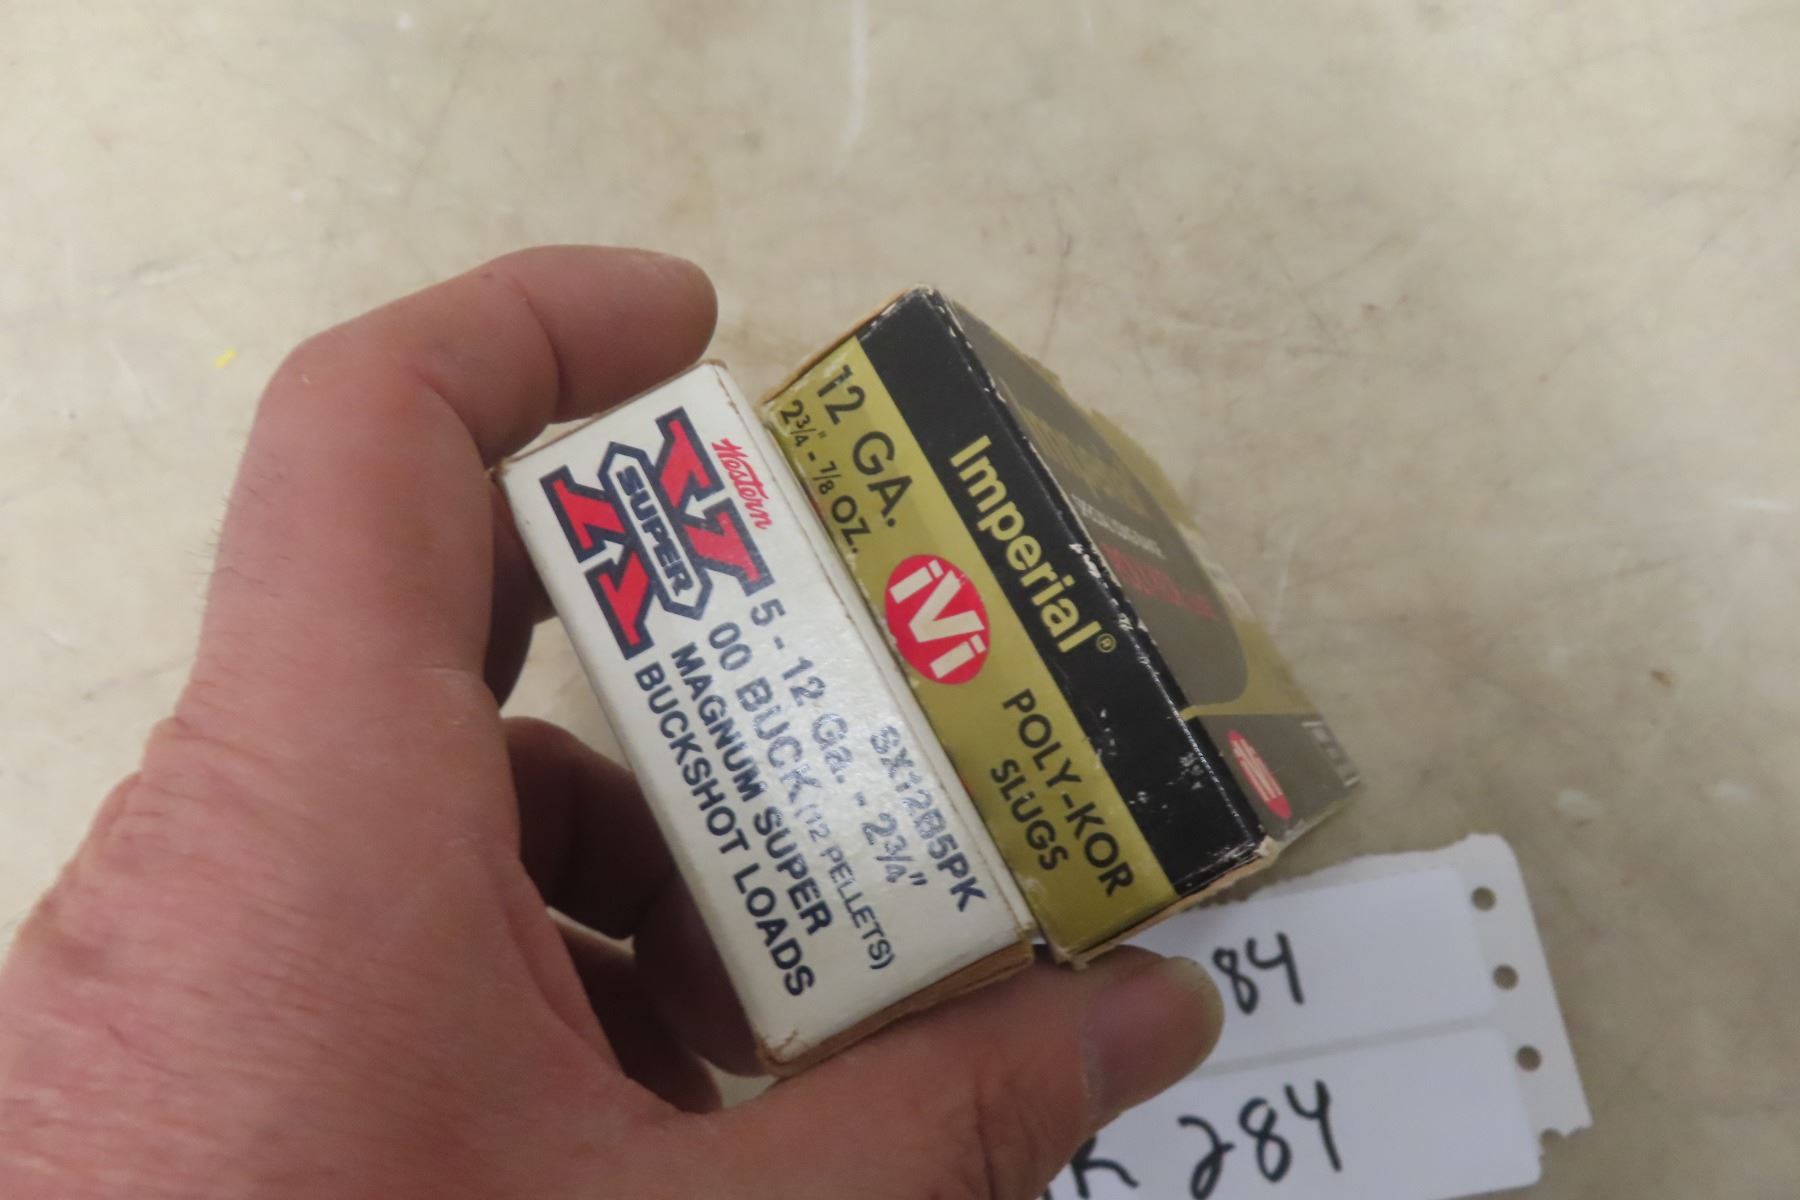 Western
XX
SUPER
SX12B5PK
5 - 12 Ga. - 2¾"
00 BUCK (12 PELLETS)
MAGNUM SUPER
BUCKSHOT LOADS
Imperial®
12 GA.
2¾" - 7/8 OZ.
iVi
POLY-KOR
SLUGS
84
R 284